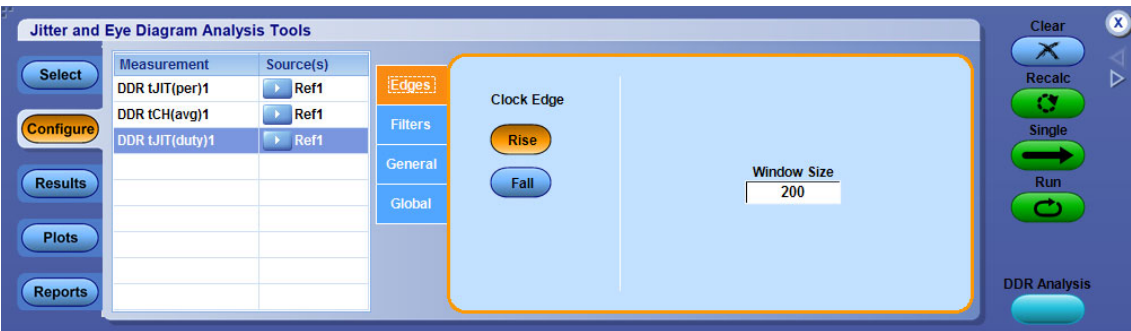 Jitter and Eye Diagram Analysis Tools
Clear
X
Select
Configure
Results
Plots
Reports
Measurement Source(s)
DDR tJIT(per)1 Ref1
DDR tCH(avg)1 Ref1
DDR tJIT(duty)1 Ref1
Edges
Filters
General
Global
Clock Edge
Rise
Fall
Window Size
200
Recalc
Single
Run
DDR Analysis